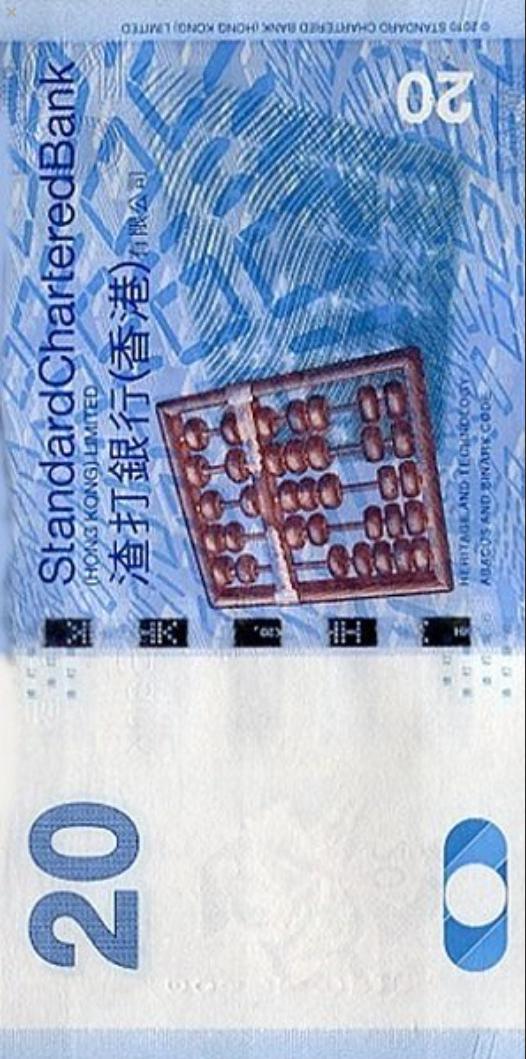 StandardCharteredBank
(HONG KONG) LIMITED
渣打銀行(香港)有限公司
20
HERITAGE AND TECHNOLOGY
ABACUS AND BINARY CODE
20
© 2010 STANDARD CHARTERED BANK (HONG KONG) LIMITED